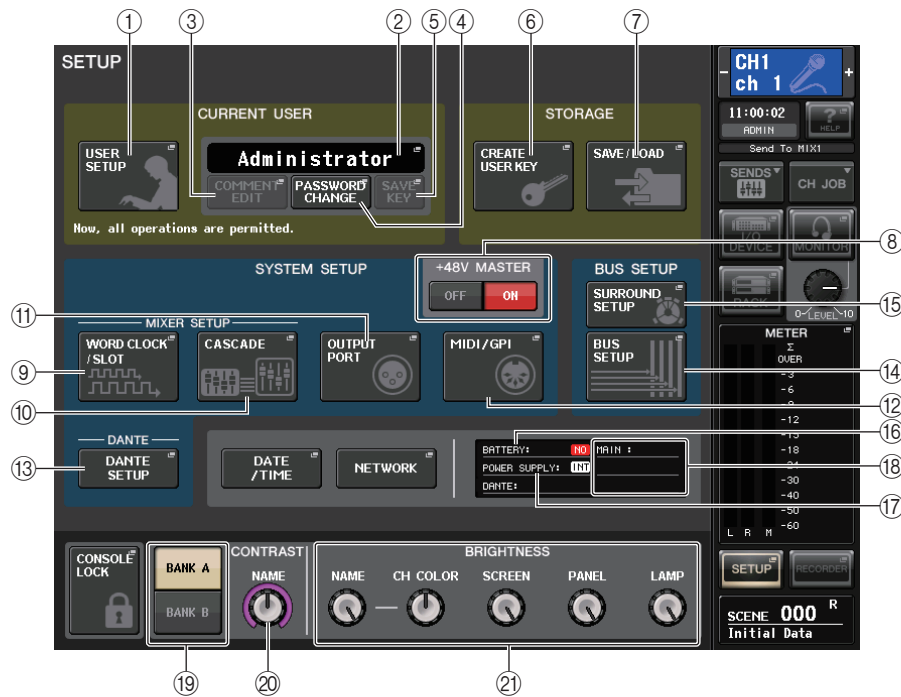 ① ③ ② ⑤ ④ ⑥ ⑦
SETUP
CH1
ch 1
- +
CURRENT USER
STORAGE
11:00:02
ADMIN
?
HELP
USER
SETUP
Administrator
COMMENT
EDIT
PASSWORD
CHANGE
SAVE
KEY
CREATE
USER KEY
SAVE/LOAD
Send To MIX1
SENDS
CH JOB
Now, all operations are permitted.
I/O
DEVICE
MONITOR
⑧
SYSTEM SETUP
+48V MASTER
OFF
ON
BUS SETUP
SURROUND
SETUP
RACK
0 LEVEL 10
⑮
⑪
MIXER SETUP
WORD CLOCK
/SLOT
CASCADE
OUTPUT
PORT
MIDI/GPI
BUS
SETUP
METER
Σ
OVER
-3
-6
-9
-12
-15
-18
-24
-30
-40
-50
-60
L R M
⑨
⑩
⑭
⑫
⑯
⑬
DANTE
DANTE
SETUP
DATE
/TIME
NETWORK
BATTERY: NO
POWER SUPPLY: INT
DANTE:
MAIN :
⑱
⑰
CONSOLE
LOCK
BANK A
BANK B
CONTRAST
NAME
BRIGHTNESS
NAME
CH COLOR
SCREEN
PANEL
LAMP
SETUP
RECORDER
SCENE 000 R
Initial Data
⑲ ⑳ ㉑